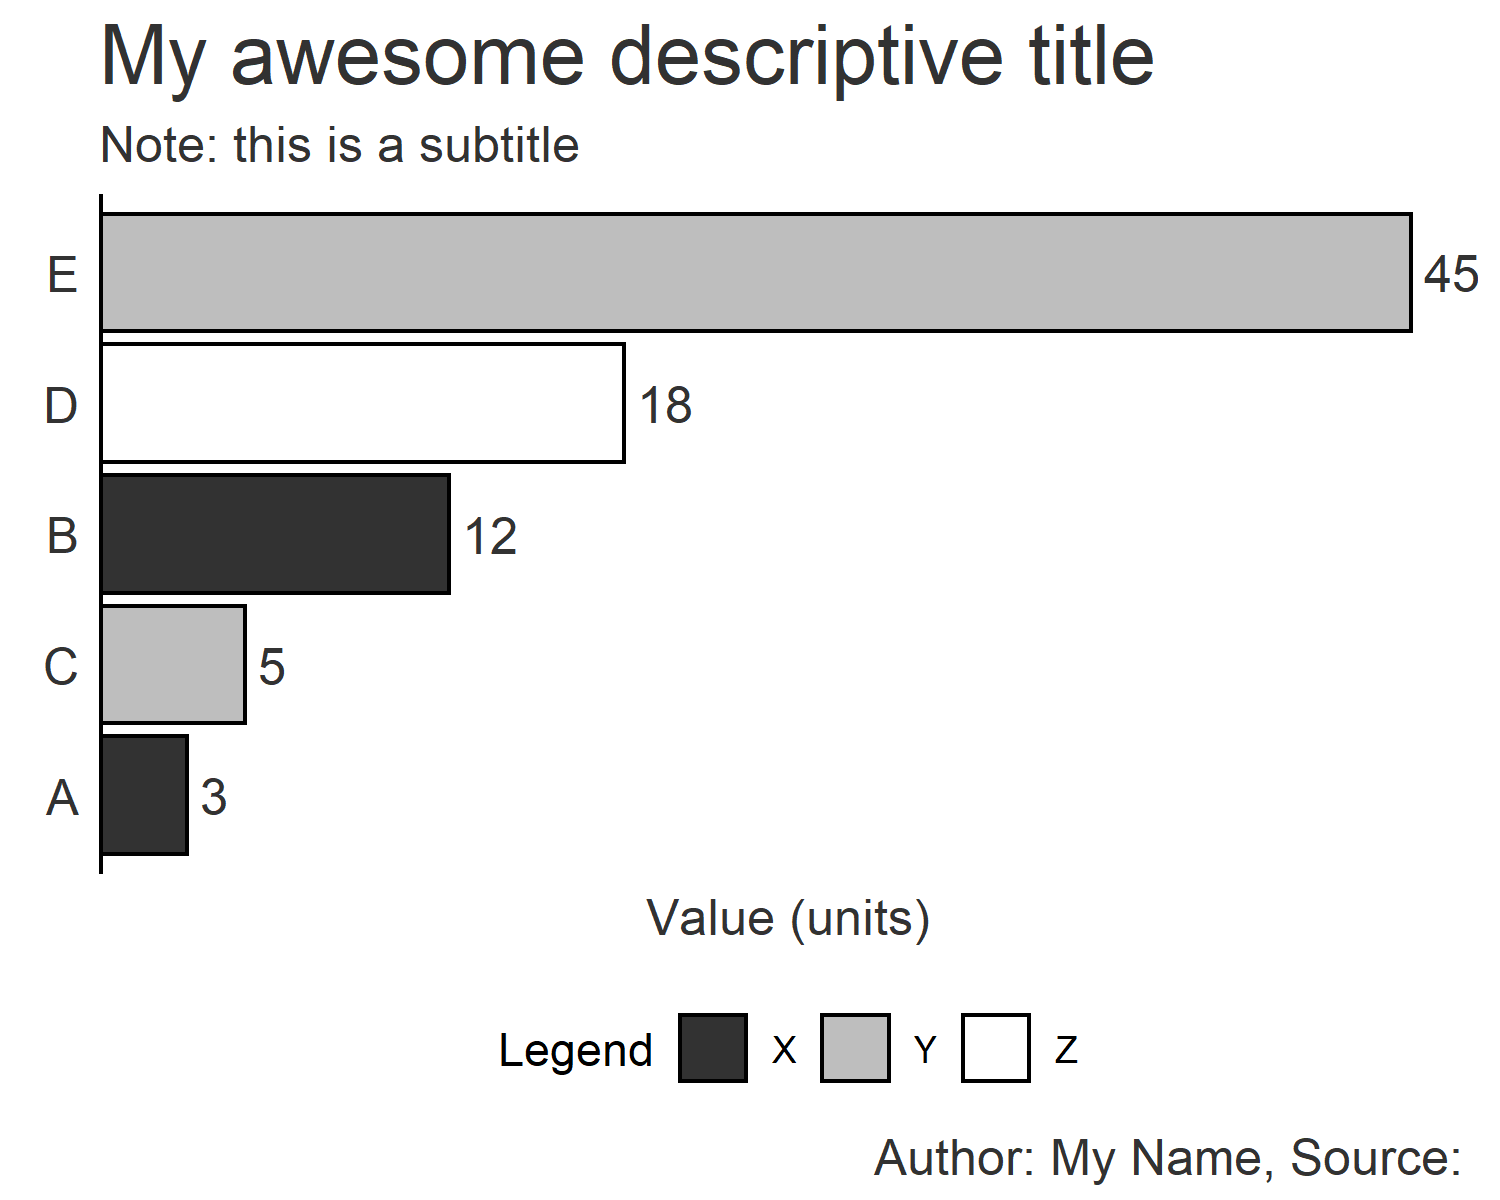 My awesome descriptive title
Note: this is a subtitle
E 45
D 18
B 12
C 5
A 3
Value (units)
Legend X Y Z
Author: My Name, Source: